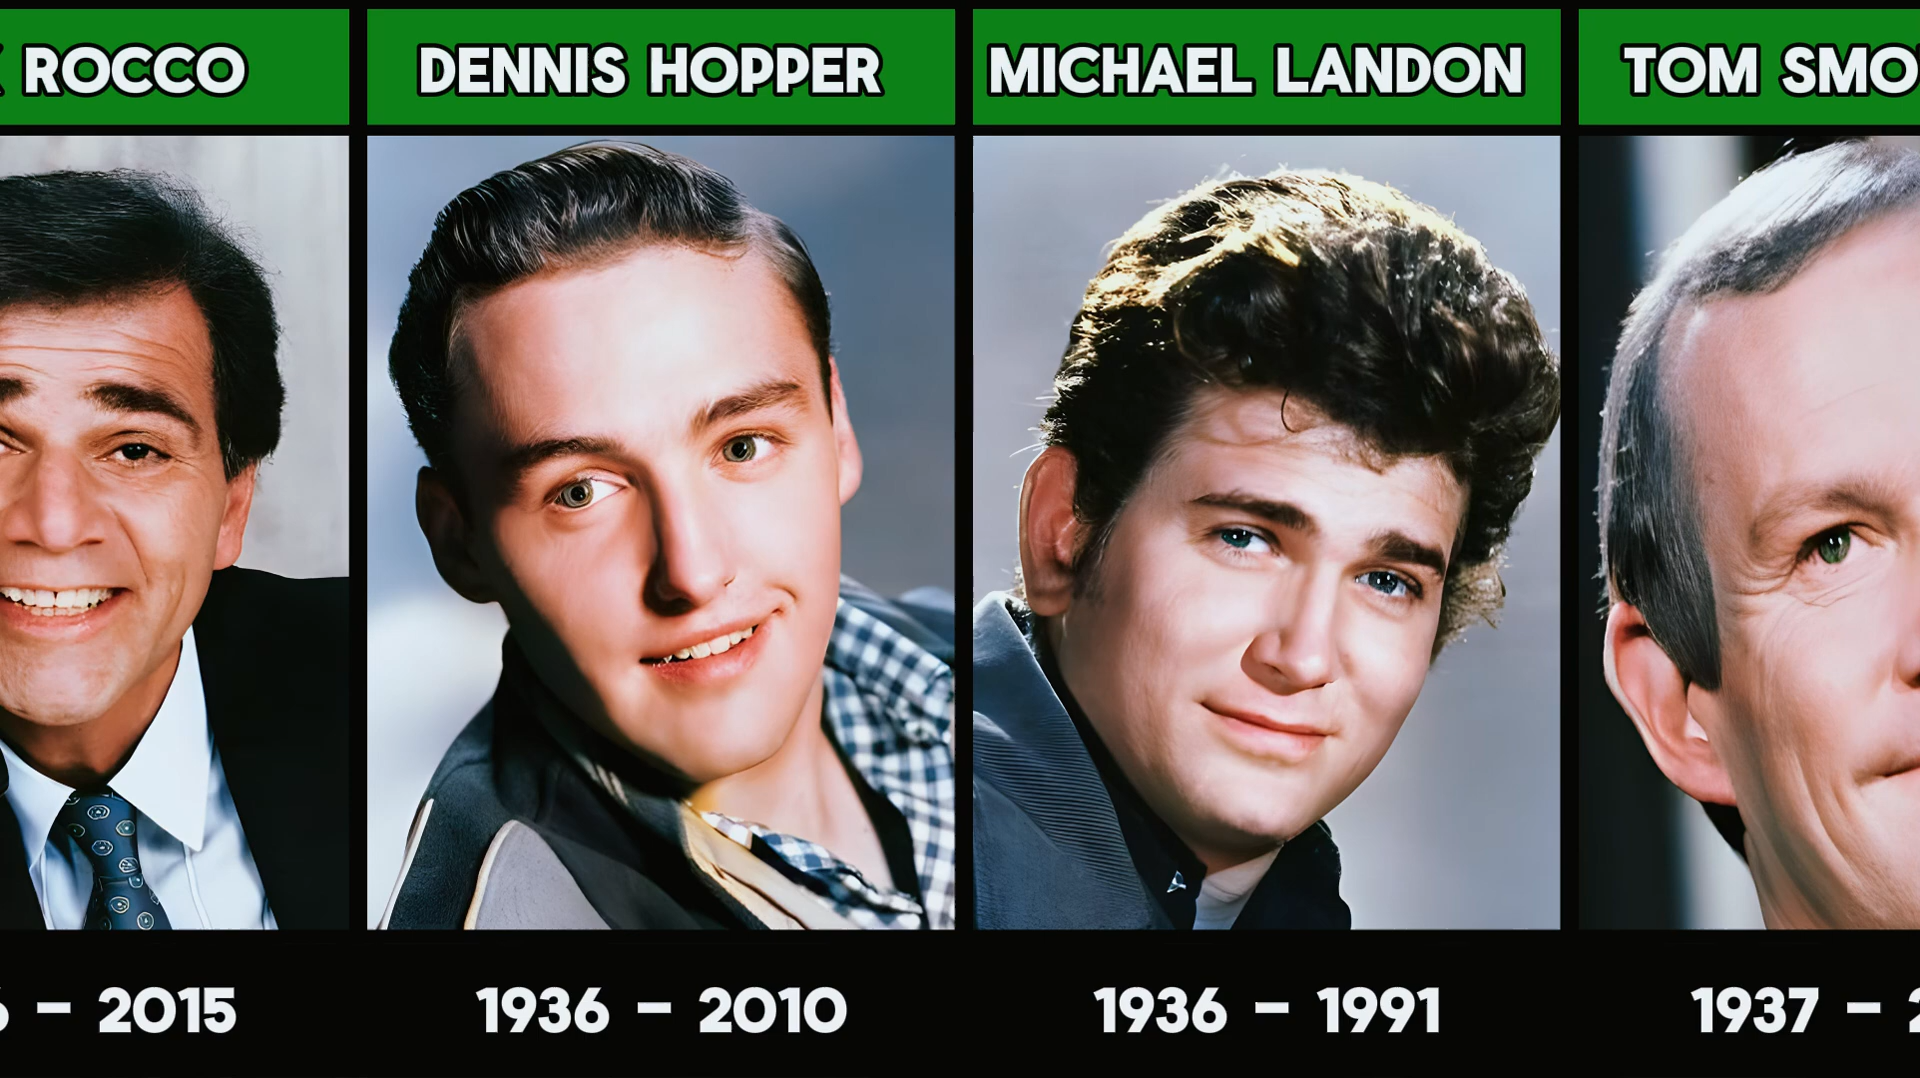 ROCCO
DENNIS HOPPER
MICHAEL LANDON
TOM SMO
- 2015
1936 - 2010
1936 - 1991
1937 -